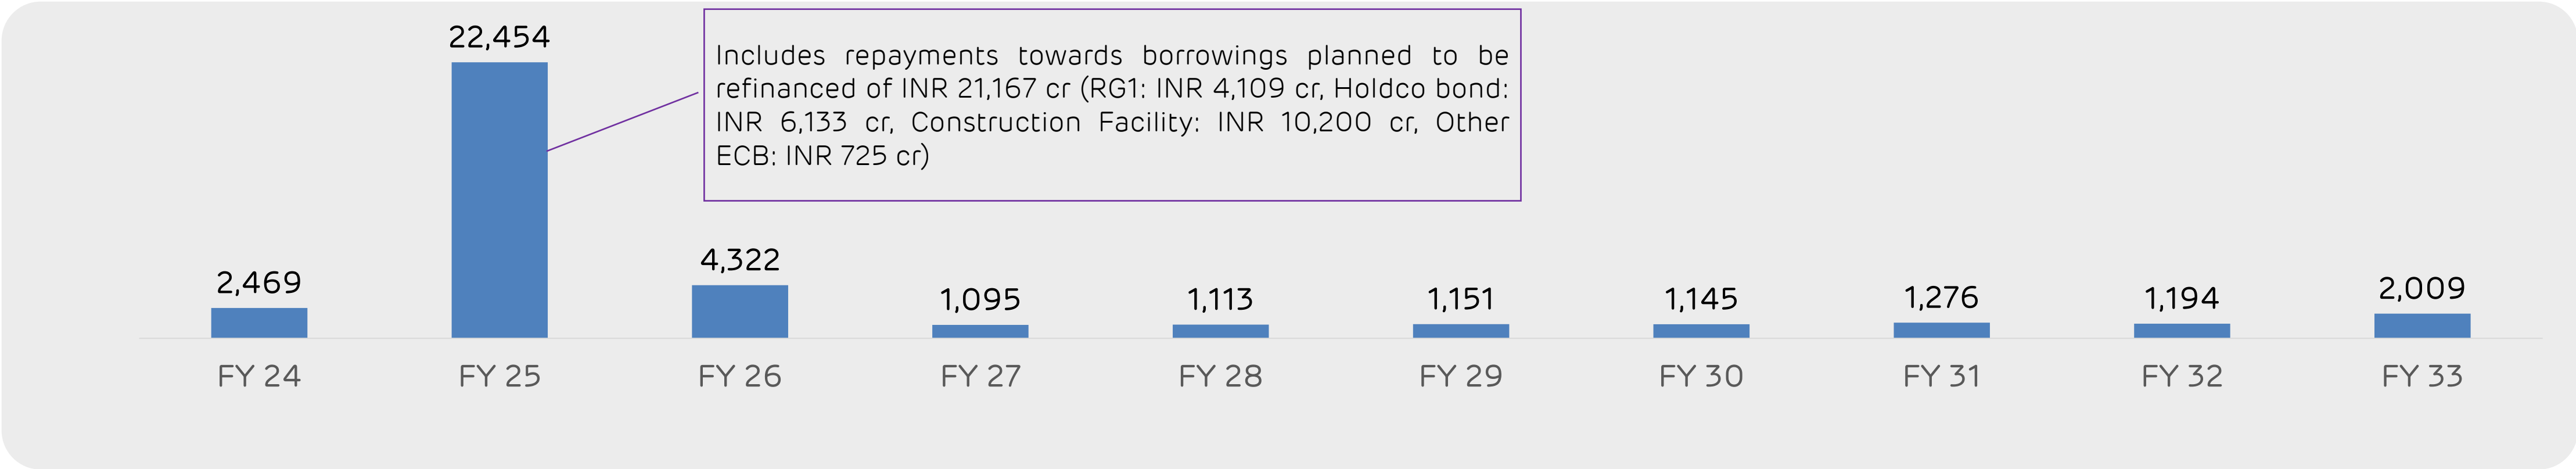 22,454
Includes repayments towards borrowings planned to be
refinanced of INR 21,167 cr (RG1: INR 4,109 cr, Holdco bond:
INR 6,133 cr, Construction Facility: INR 10,200 cr, Other
ECB: INR 725 cr)
2,469
4,322
1,095
1,113
1,151
1,145
1,276
1,194
2,009
FY 24
FY 25
FY 26
FY 27
FY 28
FY 29
FY 30
FY 31
FY 32
FY 33